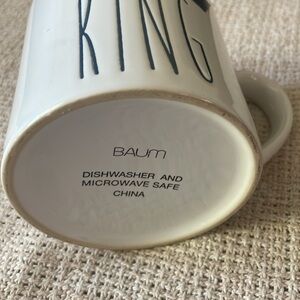 KING
BAUM
DISHWASHER AND
MICROWAVE SAFE
CHINA